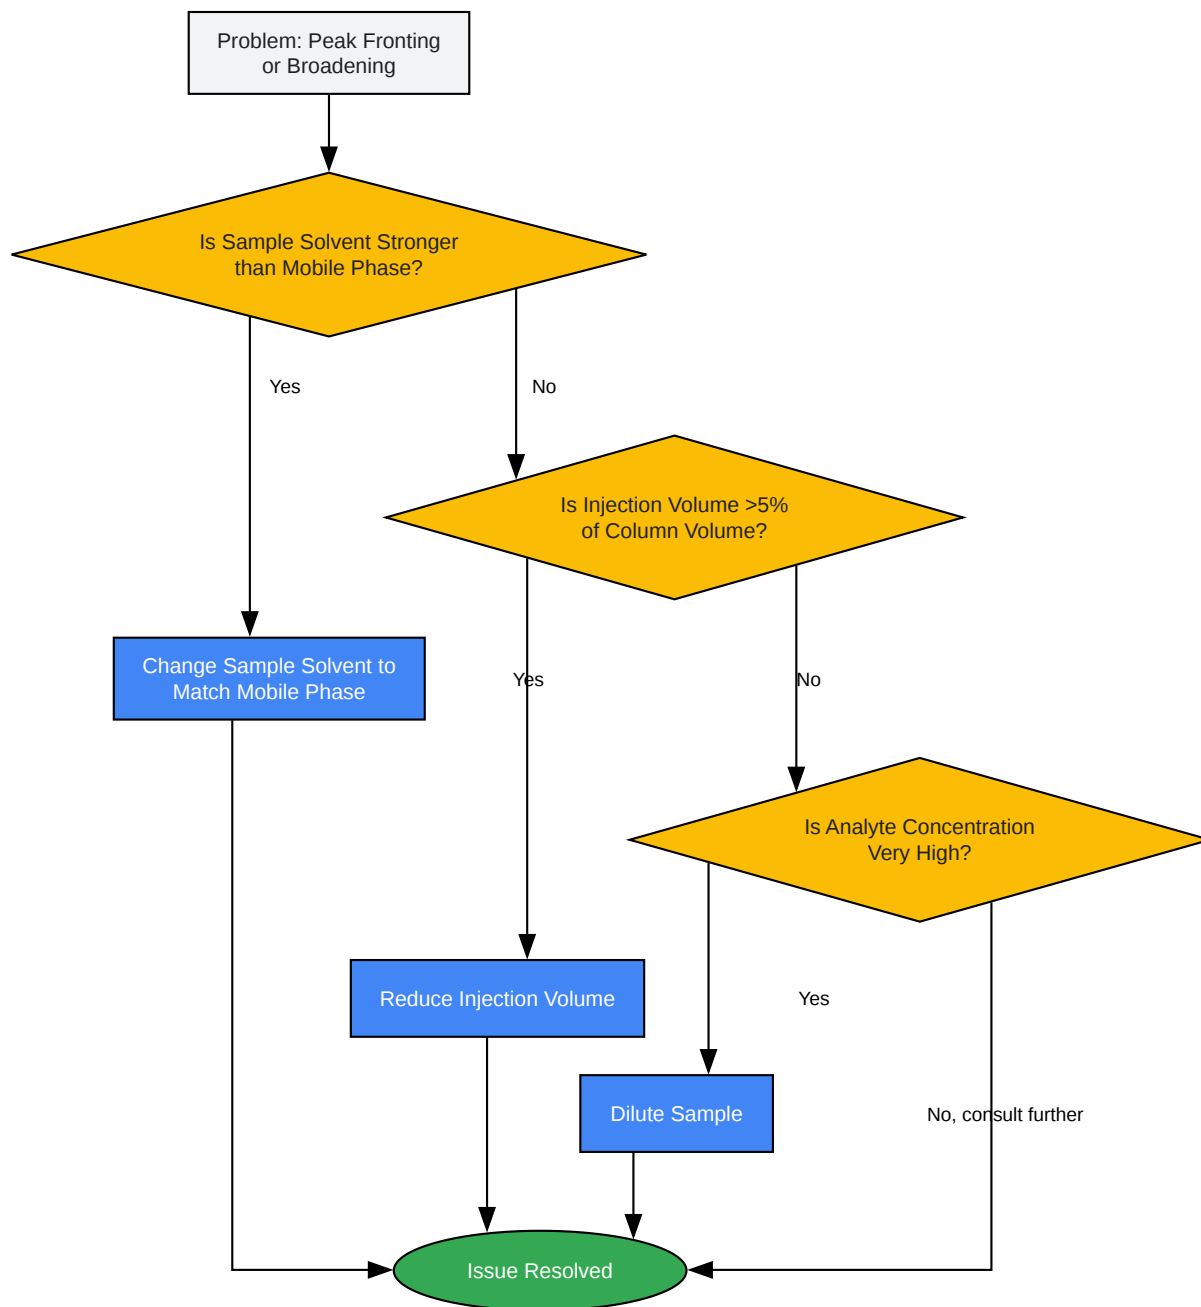 Problem: Peak Fronting
or Broadening
Is Sample Solvent Stronger
than Mobile Phase?
Yes
No
Is Injection Volume >5%
of Column Volume?
Change Sample Solvent to
Match Mobile Phase
Yes
No
Is Analyte Concentration
Very High?
Reduce Injection Volume
Yes
Dilute Sample
No, consult further
Issue Resolved